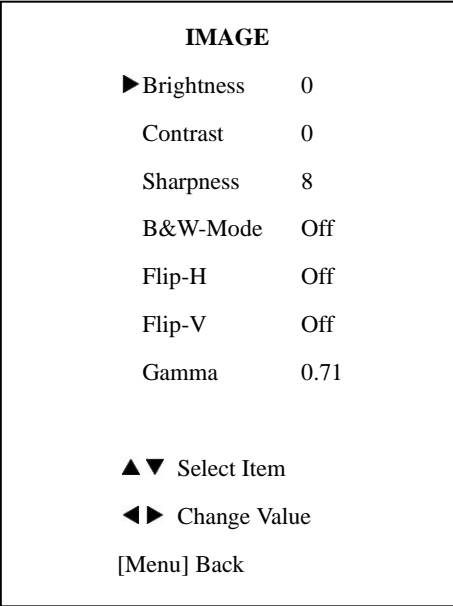 IMAGE
▶Brightness 0
Contrast 0
Sharpness 8
B&W-Mode Off
Flip-H Off
Flip-V Off
Gamma 0.71
▲▼ Select Item
◀▶ Change Value
[Menu] Back